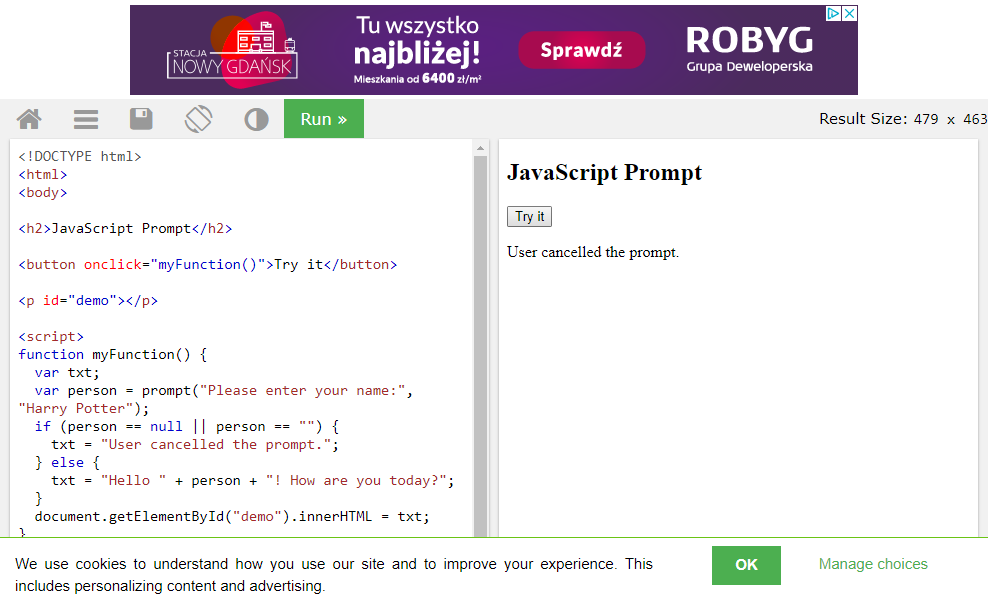 STACJA
NOWY GDAŃSK
Tu wszystko
najbliżej!
Mieszkania od 6400 zł/m²
Sprawdź
ROBYG
Grupa Deweloperska
Run »
Result Size: 479 x 463
<!DOCTYPE html>
<html>
<body>
<h2>JavaScript Prompt</h2>
<button onclick="myFunction()">Try it</button>
<p id="demo"></p>
<script>
function myFunction() {
  var txt;
  var person = prompt("Please enter your name:",
"Harry Potter");
  if (person == null || person == "") {
    txt = "User cancelled the prompt.";
  } else {
    txt = "Hello " + person + "! How are you today?";
  }
  document.getElementById("demo").innerHTML = txt;
}
JavaScript Prompt
Try it
User cancelled the prompt.
We use cookies to understand how you use our site and to improve your experience. This
includes personalizing content and advertising.
OK
Manage choices